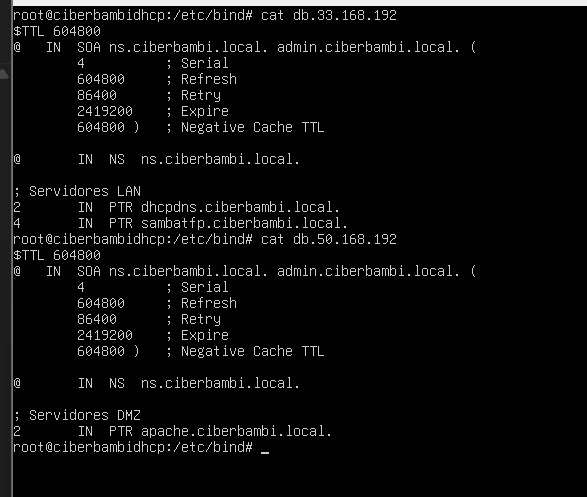 root@ciberbambidhcp:/etc/bind# cat db.33.168.192
$TTL 604800
@   IN  SOA ns.ciberbambi.local. admin.ciberbambi.local. (
        4          ; Serial
        604800     ; Refresh
        86400      ; Retry
        2419200    ; Expire
        604800 )   ; Negative Cache TTL

@       IN  NS  ns.ciberbambi.local.

; Servidores LAN
2       IN  PTR dhcpdns.ciberbambi.local.
4       IN  PTR sambatfp.ciberbambi.local.
root@ciberbambidhcp:/etc/bind# cat db.50.168.192
$TTL 604800
@   IN  SOA ns.ciberbambi.local. admin.ciberbambi.local. (
        4          ; Serial
        604800     ; Refresh
        86400      ; Retry
        2419200    ; Expire
        604800 )   ; Negative Cache TTL

@       IN  NS  ns.ciberbambi.local.

; Servidores DMZ
2       IN  PTR apache.ciberbambi.local.
root@ciberbambidhcp:/etc/bind# _